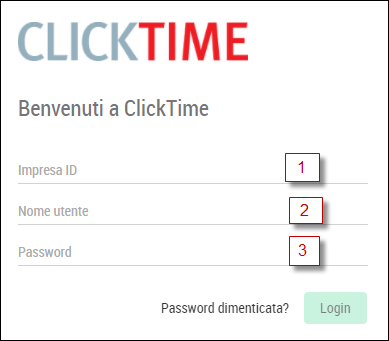 CLICKTIME
Benvenuti a ClickTime
Impresa ID 1
Nome utente 2
Password 3
Password dimenticata? Login